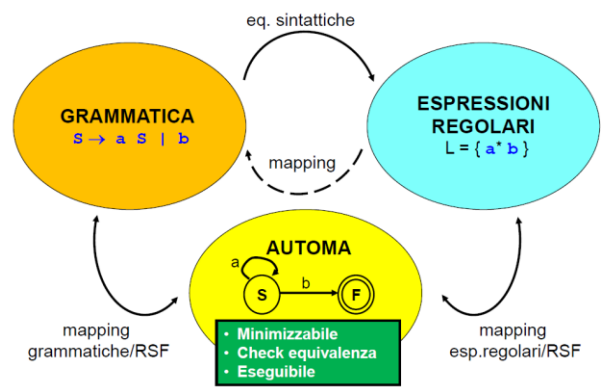 eq. sintattiche
GRAMMATICA
S → a S | b
ESPRESSIONI
REGOLARI
L = { a* b }
mapping
AUTOMA
a
b
S
F
mapping
grammatiche/RSF
• Minimizzabile
• Check equivalenza
• Eseguibile
mapping
esp.regolari/RSF